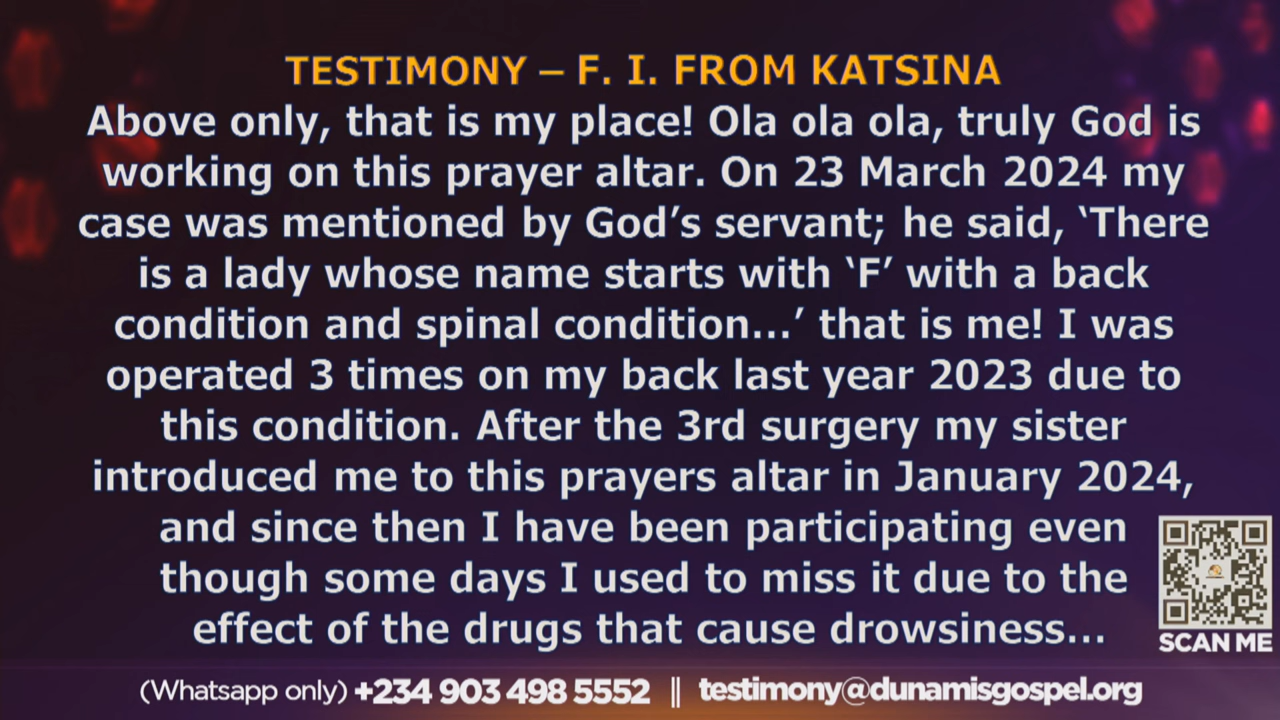 TESTIMONY – F. I. FROM KATSINA
Above only, that is my place! Ola ola ola, truly God is
working on this prayer altar. On 23 March 2024 my
case was mentioned by God’s servant; he said, ‘There
is a lady whose name starts with ‘F’ with a back
condition and spinal condition...’ that is me! I was
operated 3 times on my back last year 2023 due to
this condition. After the 3rd surgery my sister
introduced me to this prayers altar in January 2024,
and since then I have been participating even
though some days I used to miss it due to the
effect of the drugs that cause drowsiness...
SCAN ME
(Whatsapp only) +234 903 498 5552 || testimony@dunamisgospel.org